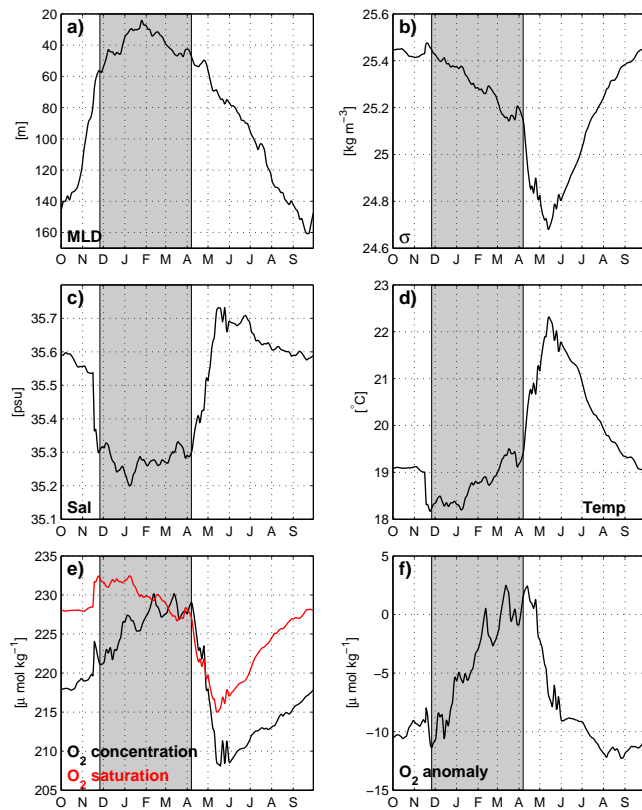 a)
20
40
60
80
100
120
140
160
[m]
MLD
O N D J F M A M J J A S
b)
25.6
25.4
25.2
25
24.8
24.6
[kg m−3]
σ
O N D J F M A M J J A S
c)
35.7
35.6
35.5
35.4
35.3
35.2
35.1
[psu]
Sal
O N D J F M A M J J A S
d)
23
22
21
20
19
18
[°C]
Temp
O N D J F M A M J J A S
e)
235
230
225
220
215
210
205
[µ mol kg−1]
O2 concentration
O2 saturation
O N D J F M A M J J A S
f)
5
0
−5
−10
−15
[µ mol kg−1]
O2 anomaly
O N D J F M A M J J A S